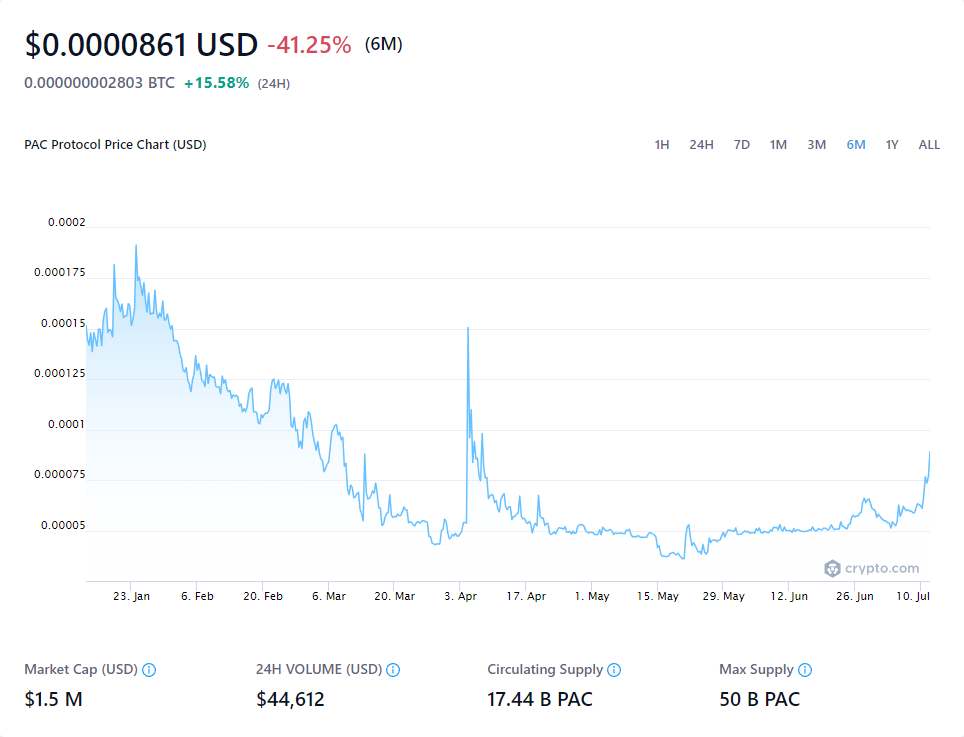 $0.0000861 USD -41.25% (6M)
0.000000002803 BTC +15.58% (24H)
PAC Protocol Price Chart (USD) 1H 24H 7D 1M 3M 6M 1Y ALL
0.0002
0.000175
0.00015
0.000125
0.0001
0.000075
0.00005
crypto.com
23. Jan 6. Feb 20. Feb 6. Mar 20. Mar 3. Apr 17. Apr 1. May 15. May 29. May 12. Jun 26. Jun 10. Jul
Market Cap (USD) 24H VOLUME (USD) Circulating Supply Max Supply
$1.5 M $44,612 17.44 B PAC 50 B PAC